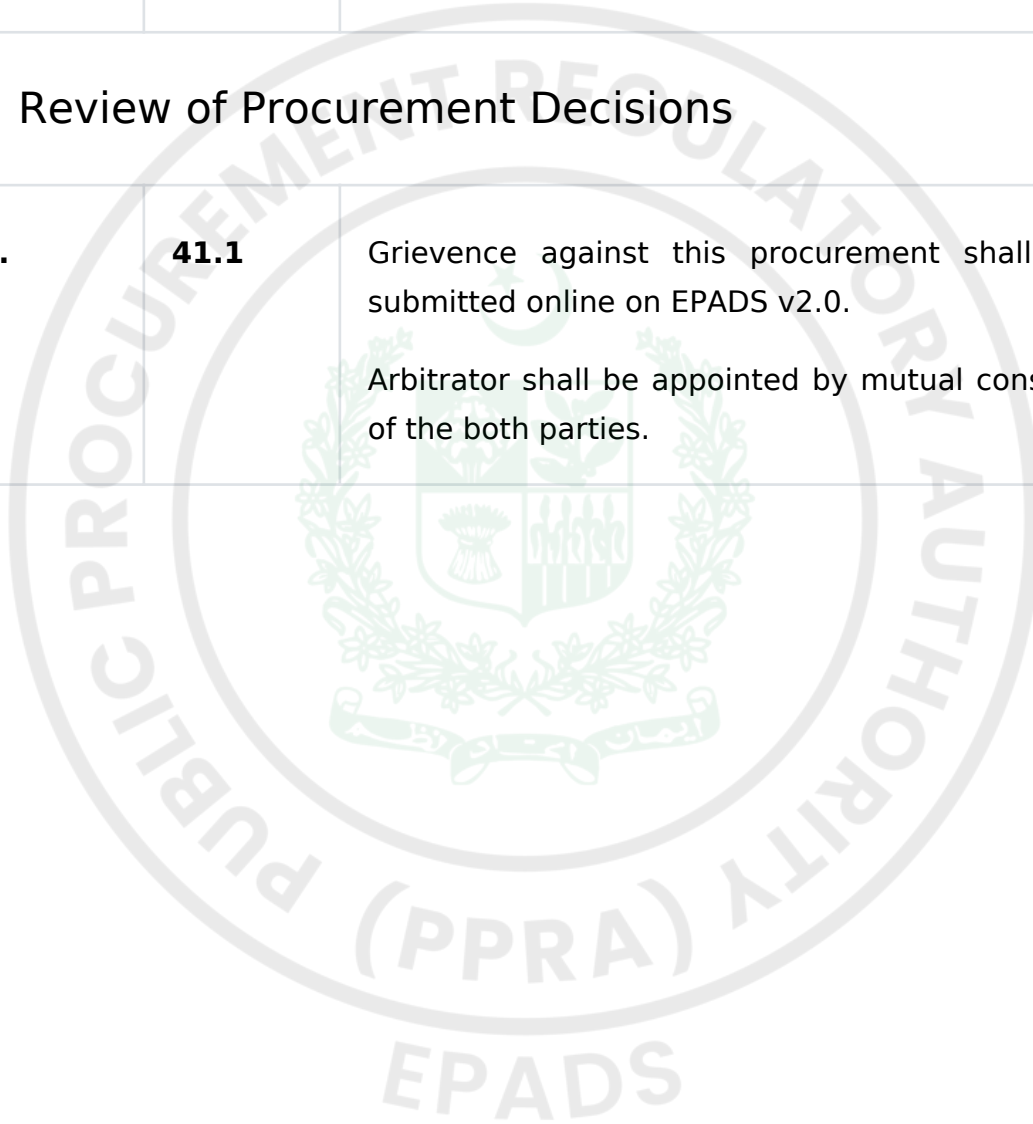 Review of Procurement Decisions
. 41.1 Grievence against this procurement shall
submitted online on EPADS v2.0.
Arbitrator shall be appointed by mutual
of the both parties.
PUBLIC PROCUREMENT REGULATORY AUTHORITY
(PPRA)
EPADS